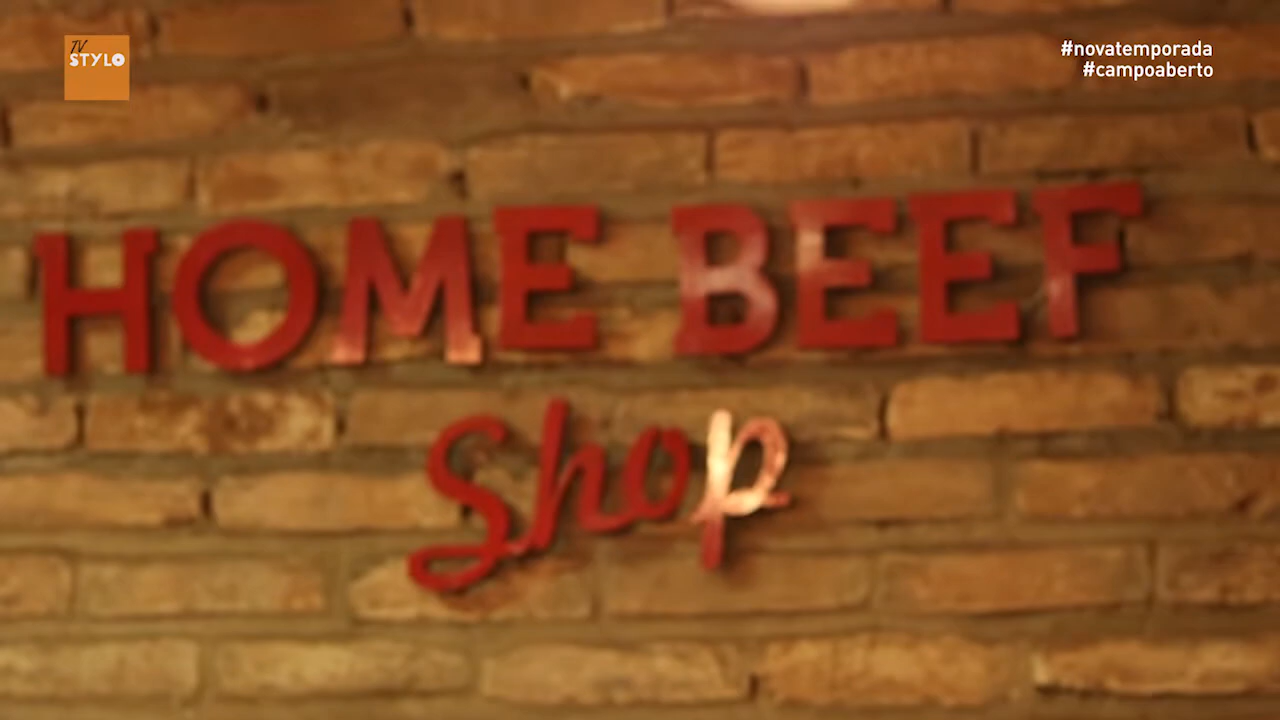 TV
STYLO
#novatemporada
#campoaberto
HOME BEEF
Shop